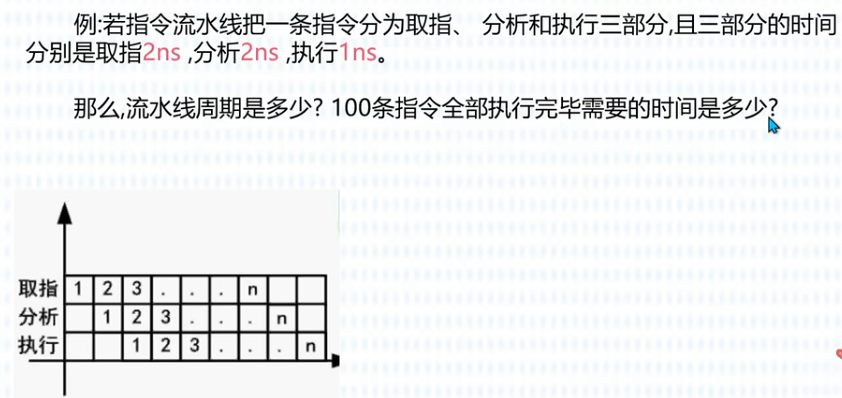 例:若指令流水线把一条指令分为取指、 分析和执行三部分,且三部分的时间
分别是取指2ns ,分析2ns ,执行1ns。
那么,流水线周期是多少? 100条指令全部执行完毕需要的时间是多少?
取指 1 2 3 . . . n
分析 1 2 3 . . . n
执行 1 2 3 . . . n